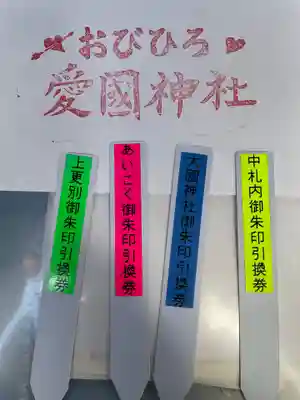 おびひろ
愛國神社
上更別御朱印引換券
あいこく御朱印引換券
大國神社御朱印引換券
中札内御朱印引換券